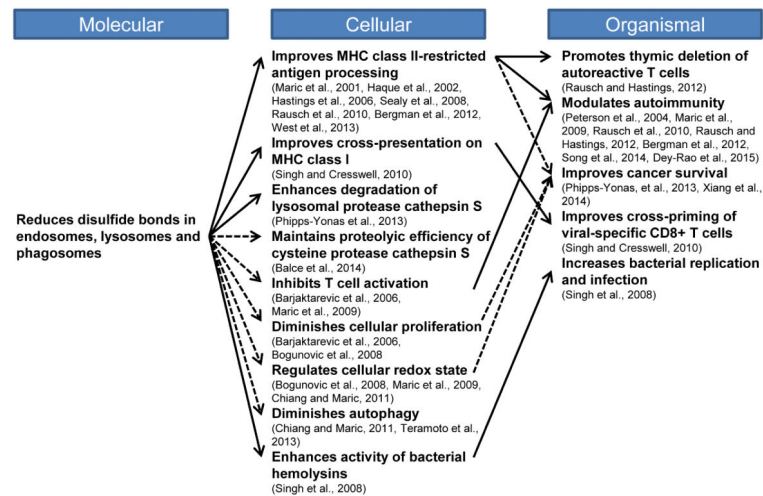 Molecular
Cellular
Organismal
Reduces disulfide bonds in
endosomes, lysosomes and
phagosomes
Improves MHC class II-restricted
antigen processing
(Maric et al., 2001, Haque et al., 2002,
Hastings et al., 2006, Sealy et al., 2008,
Rausch et al., 2010, Bergman et al., 2012,
West et al., 2013)
Improves cross-presentation on
MHC class I
(Singh and Cresswell, 2010)
Enhances degradation of
lysosomal protease cathepsin S
(Phipps-Yonas et al., 2013)
Maintains proteolyic efficiency of
cysteine protease cathepsin S
(Balce et al., 2014)
Inhibits T cell activation
(Barjaktarevic et al., 2006,
Maric et al., 2009)
Diminishes cellular proliferation
(Barjaktarevic et al., 2006,
Bogunovic et al., 2008
Regulates cellular redox state
(Bogunovic et al., 2008, Maric et al., 2009,
Chiang and Maric, 2011)
Diminishes autophagy
(Chiang and Maric, 2011, Teramoto et al.,
2013)
Enhances activity of bacterial
hemolysins
(Singh et al., 2008)
Promotes thymic deletion of
autoreactive T cells
(Rausch and Hastings, 2012)
Modulates autoimmunity
(Peterson et al., 2004, Maric et al.,
2009, Rausch et al., 2010, Rausch and
Hastings, 2012, Bergman et al., 2012,
Song et al., 2014, Dey-Rao et al., 2015)
Improves cancer survival
(Phipps-Yonas, et al., 2013, Xiang et al.,
2014)
Improves cross-priming of
viral-specific CD8+ T cells
(Singh and Cresswell, 2010)
Increases bacterial replication
and infection
(Singh et al., 2008)